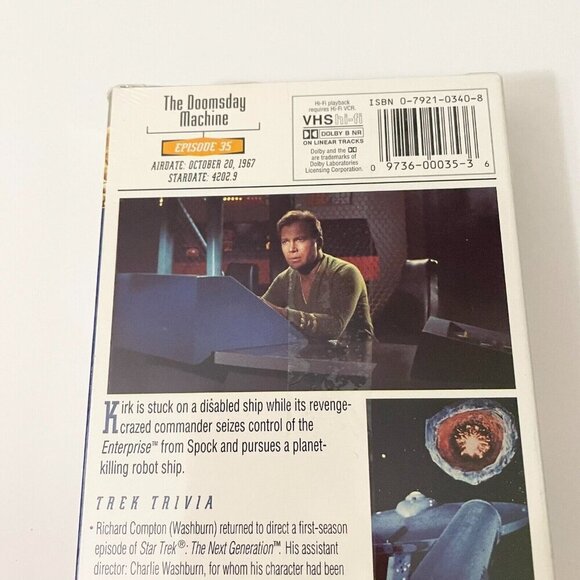 The Doomsday
Machine
EPISODE 35
AIRDATE: OCTOBER 20, 1967
STARDATE: 4202.9
Hi-Fi playback
requires Hi-Fi VCR.
VHS hi-fi
DOLBY B NR
ON LINEAR TRACKS
Dolby and the
are trademarks of
Dolby Laboratories
Licensing Corporation.
ISBN 0-7921-0340-8
0 9736-00035-3 6
Kirk is stuck on a disabled ship while its revenge-
crazed commander seizes control of the
Enterprise™ from Spock and pursues a planet-
killing robot ship.
TREK TRIVIA
• Richard Compton (Washburn) returned to direct a first-season
episode of Star Trek®: The Next Generation™. His assistant
director: Charlie Washburn, for whom his character had been